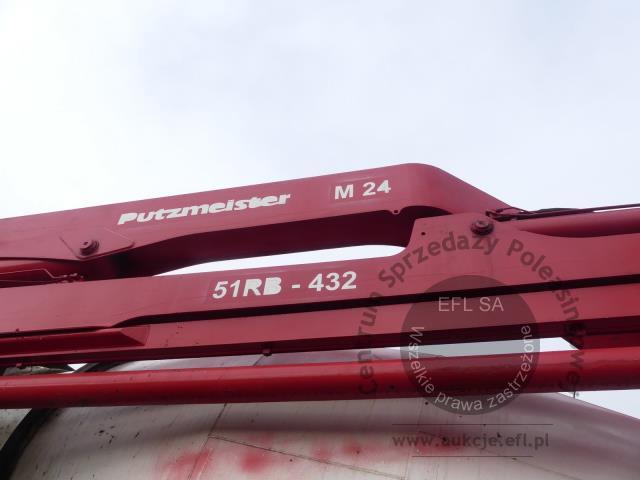 Putzmeister M 24
51RB - 432
Centrum Sprzedaży Poleasingowej
EFL SA
Wszelkie prawa zastrzeżone
www.aukcje.efl.pl